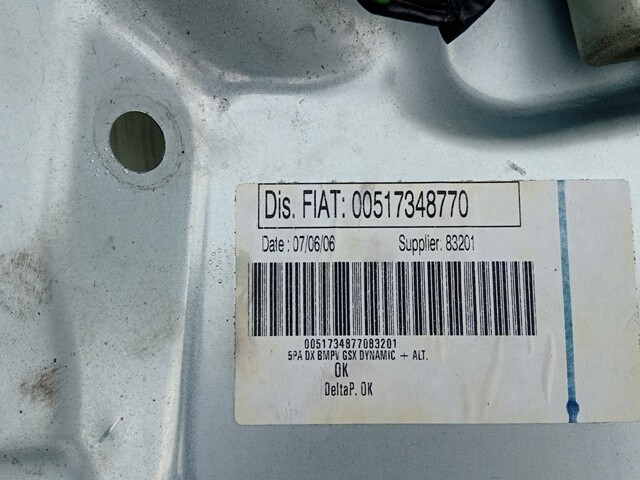 Dis. FIAT: 00517348770
Date : 07/06/06 Supplier. 83201
0051734877083201
5PA DX BMPV GSX DYNAMIC + ALT.
OK
DeltaP. OK